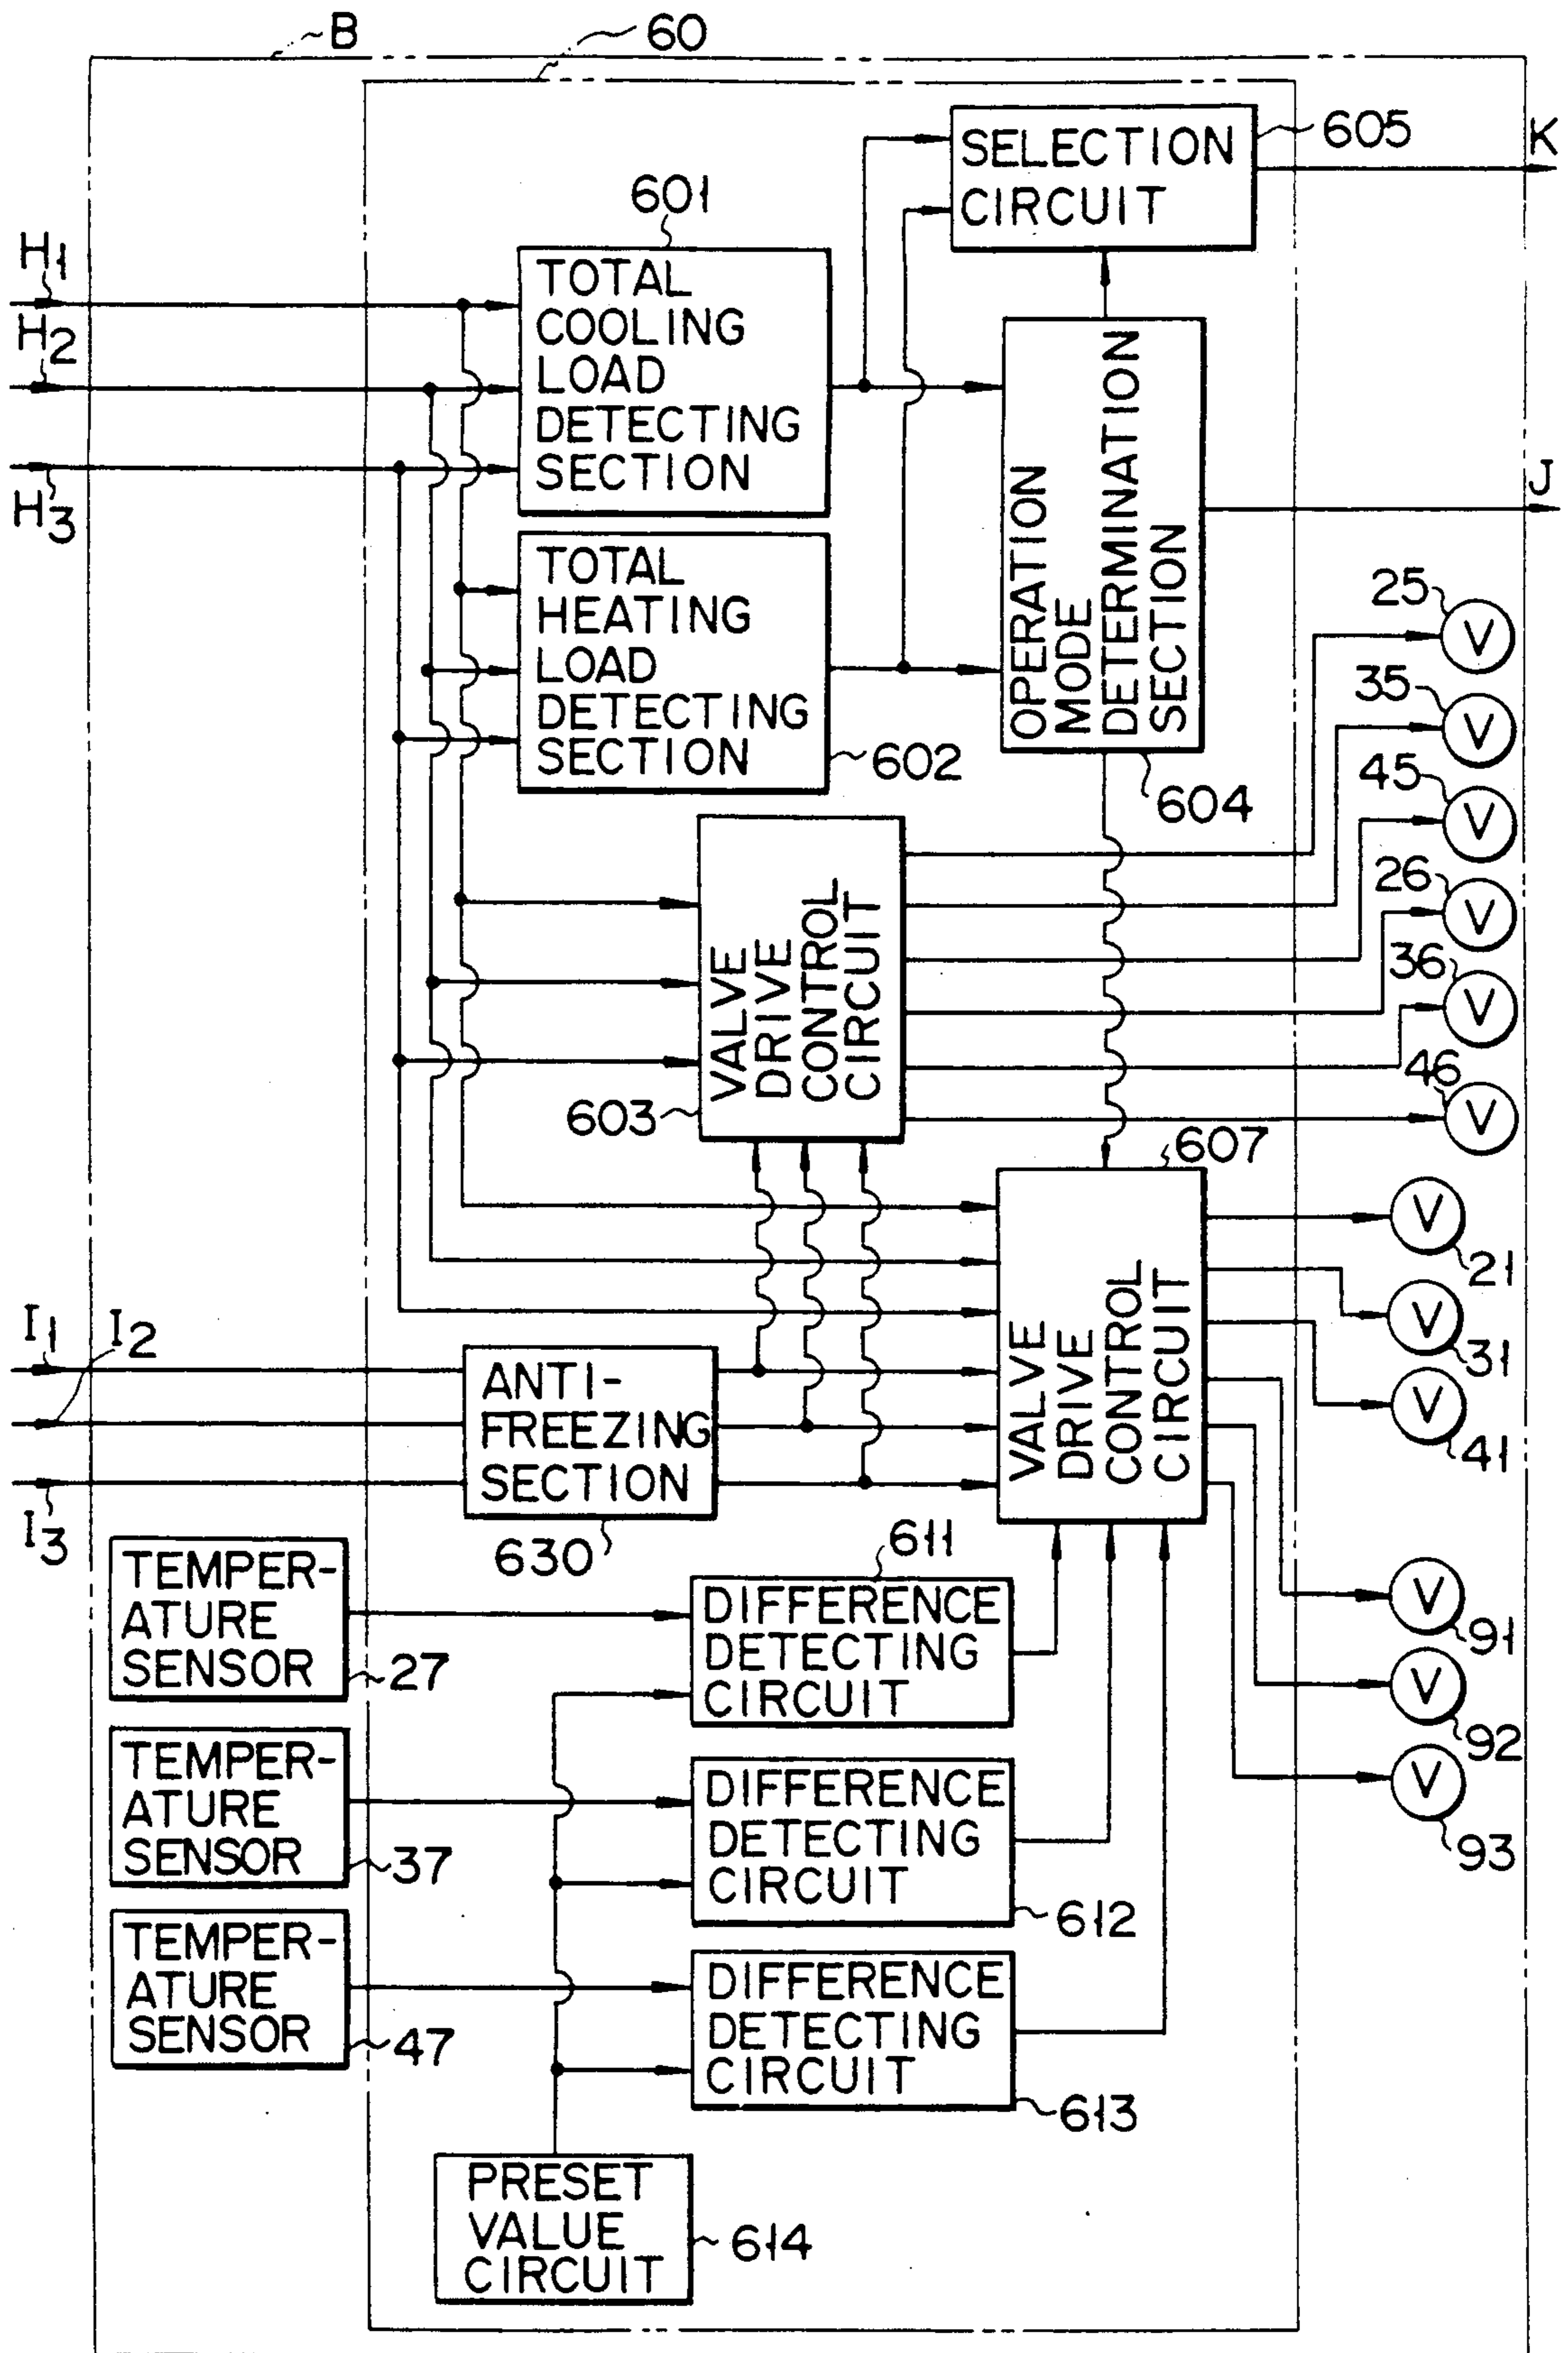 B
60
SELECTION
CIRCUIT
605
K
601
H1
H2
H3
TOTAL
COOLING
LOAD
DETECTING
SECTION
OPERATION
MODE
DETERMINATION
SECTION
604
J
TOTAL
HEATING
LOAD
DETECTING
SECTION
602
25
V
35
V
45
V
26
V
36
V
46
V
VALVE
DRIVE
CONTROL
CIRCUIT
603
607
VALVE
DRIVE
CONTROL
CIRCUIT
V
21
V
31
V
41
I1
I2
I3
ANTI-
FREEZING
SECTION
630
V
91
V
92
V
93
TEMPER-
ATURE
SENSOR
27
611
DIFFERENCE
DETECTING
CIRCUIT
TEMPER-
ATURE
SENSOR
37
DIFFERENCE
DETECTING
CIRCUIT
612
TEMPER-
ATURE
SENSOR
47
DIFFERENCE
DETECTING
CIRCUIT
613
PRESET
VALUE
CIRCUIT
614